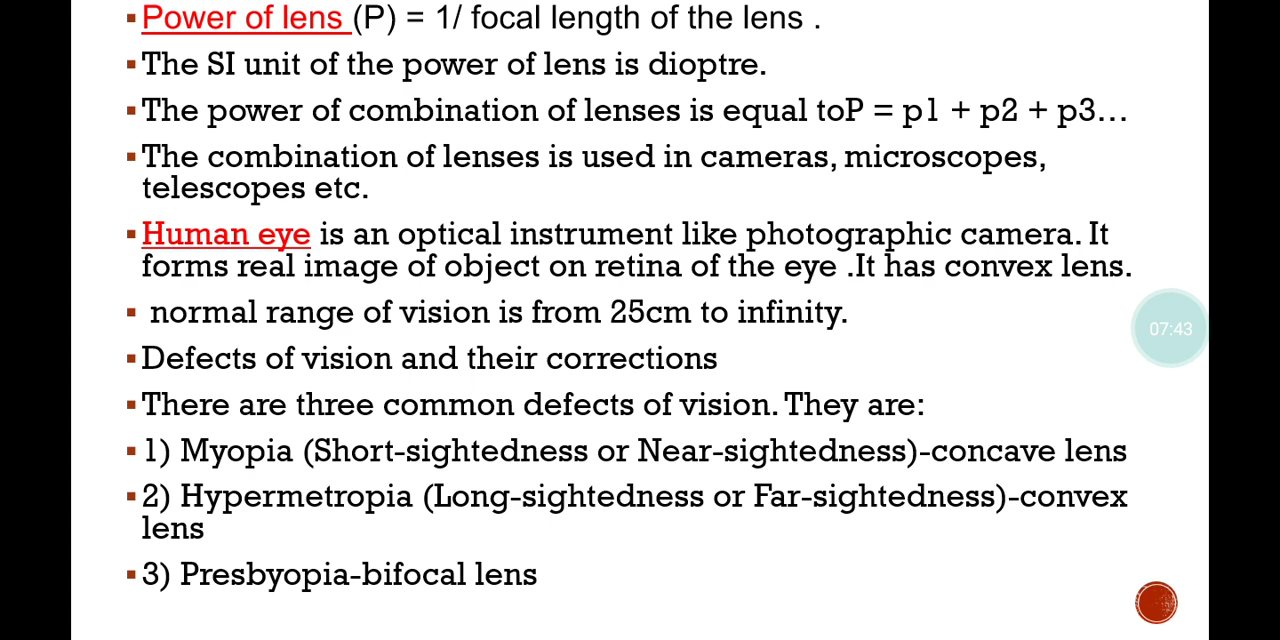 ▪Power of lens (P) = 1/ focal length of the lens .
▪The SI unit of the power of lens is dioptre.
▪The power of combination of lenses is equal toP = p1 + p2 + p3…
▪The combination of lenses is used in cameras, microscopes,
telescopes etc.
▪Human eye is an optical instrument like photographic camera. It
forms real image of object on retina of the eye .It has convex lens.
▪ normal range of vision is from 25cm to infinity.
07:43
▪Defects of vision and their corrections
▪There are three common defects of vision. They are:
▪1) Myopia (Short-sightedness or Near-sightedness)-concave lens
▪2) Hypermetropia (Long-sightedness or Far-sightedness)-convex
lens
▪3) Presbyopia-bifocal lens